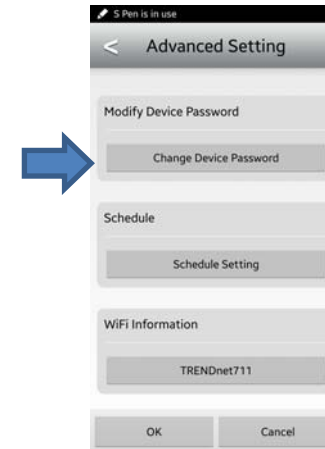 S Pen is in use
< Advanced Setting
Modify Device Password
Change Device Password
Schedule
Schedule Setting
WiFi Information
TRENDnet711
OK Cancel